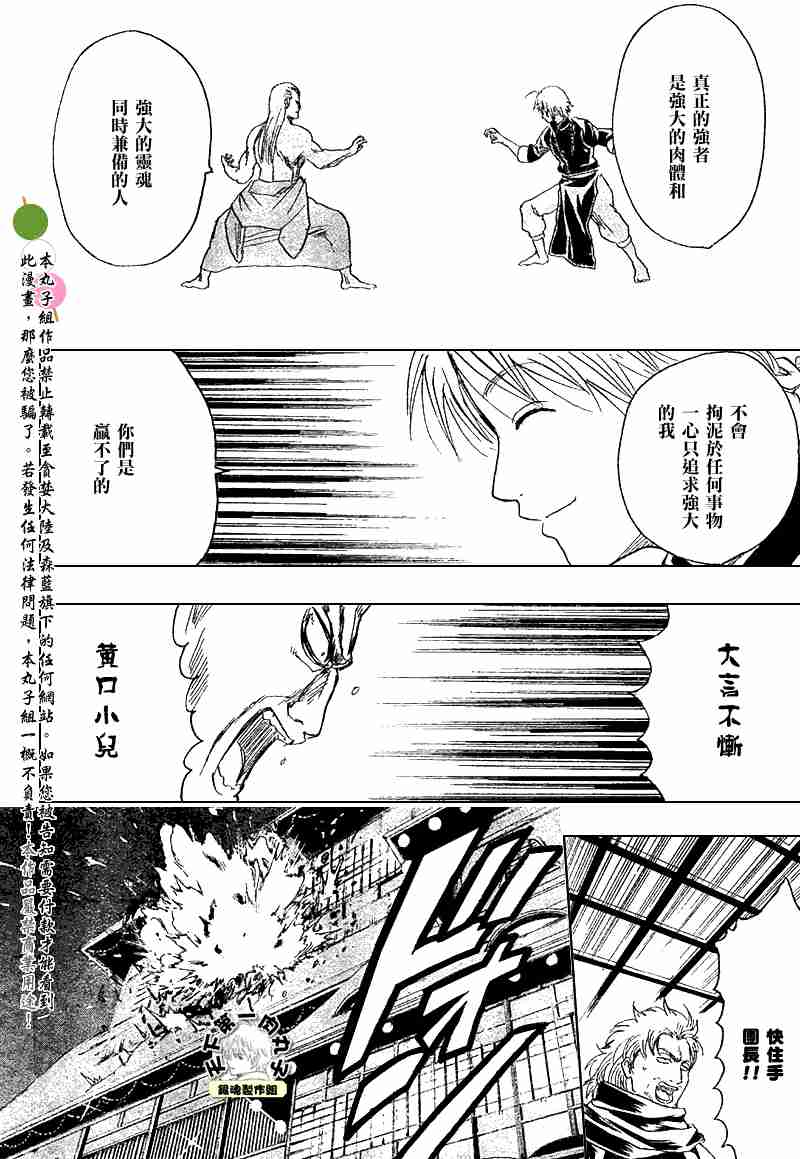 真正的強者
是強大的肉體和
強大的靈魂
同時兼備的人
不會
拘泥於任何事物
一心只追求強大
的我
你們是
贏不了的
大言不慚
黃口小兒
快住手
團長!!
ドゴォ
銀魂製作組
本丸子組作品禁止轉載至貪婪大陸及森藍旗下的任何網站。如果您被告知需要付款才能看到
此漫畫，那麼您被騙了。若發生任何法律問題，本丸子組一概不負責！本作品嚴禁商業用途！